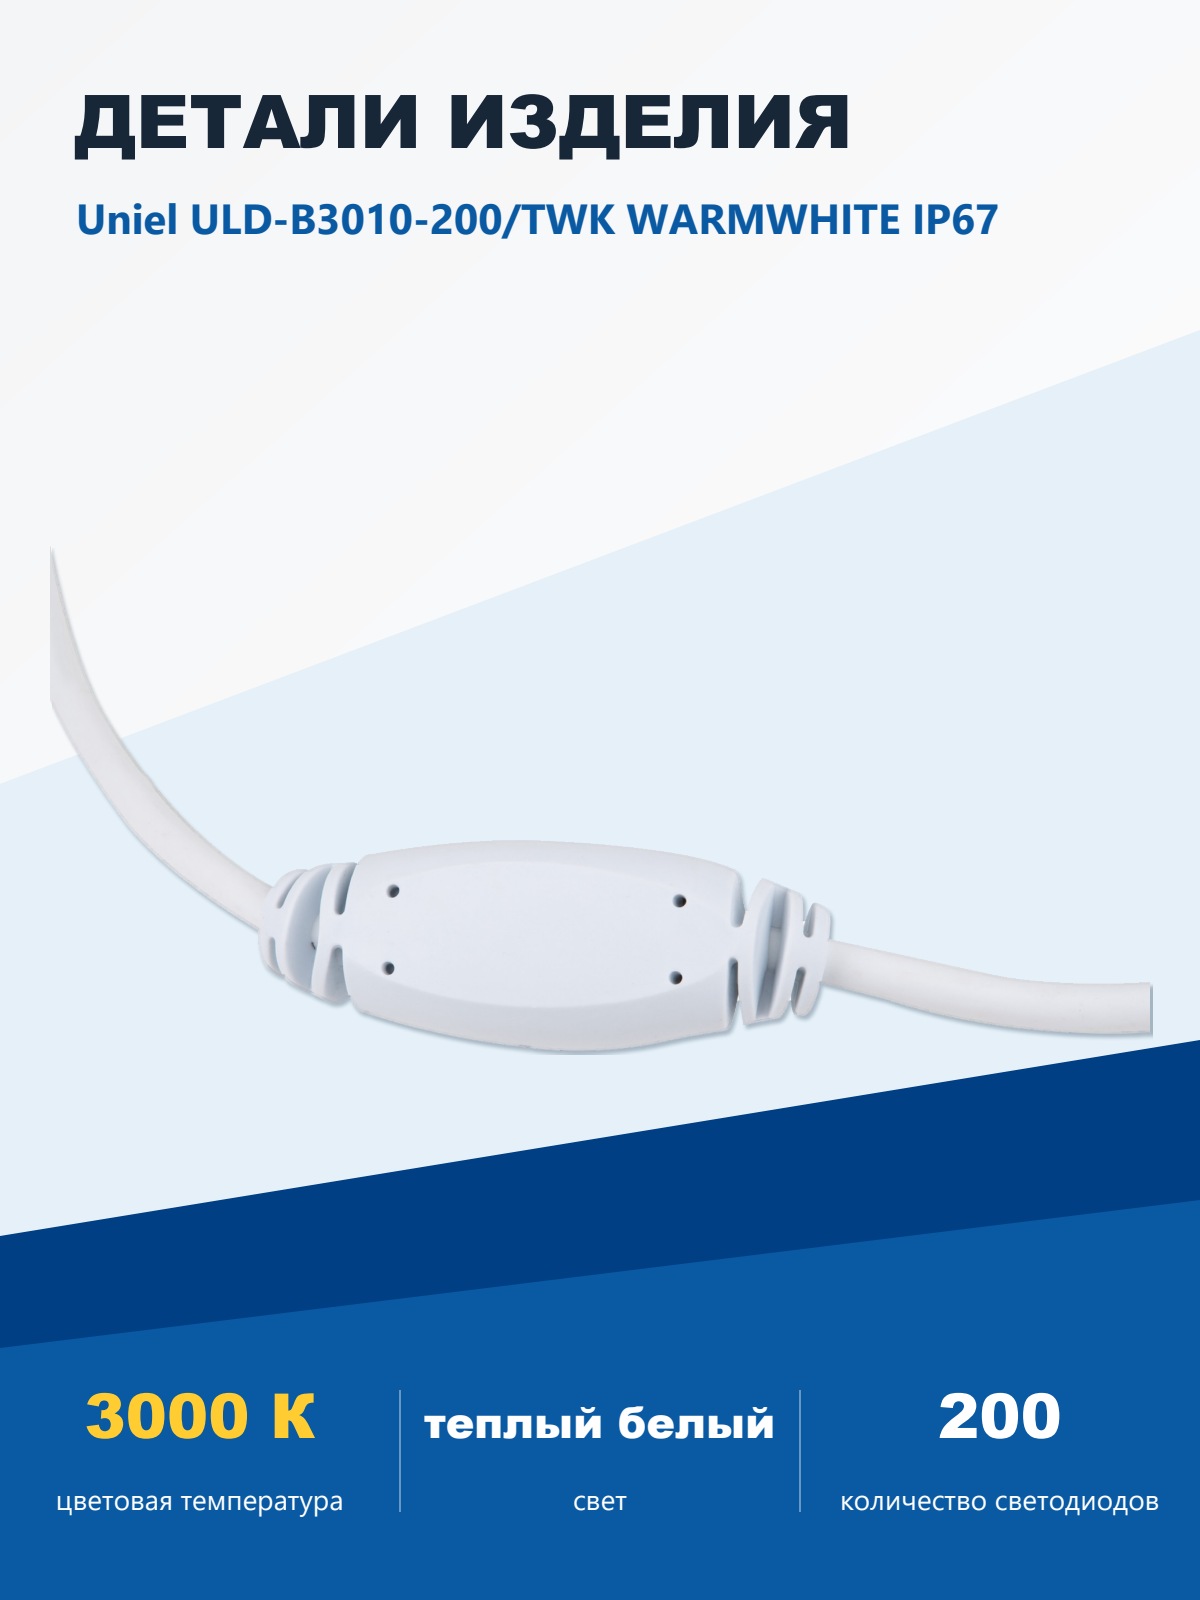 ДЕТАЛИ ИЗДЕЛИЯ
Uniel ULD-B3010-200/TWK WARMWHITE IP67
3000 К
теплый белый
200
цветовая температура
свет
количество светодиодов